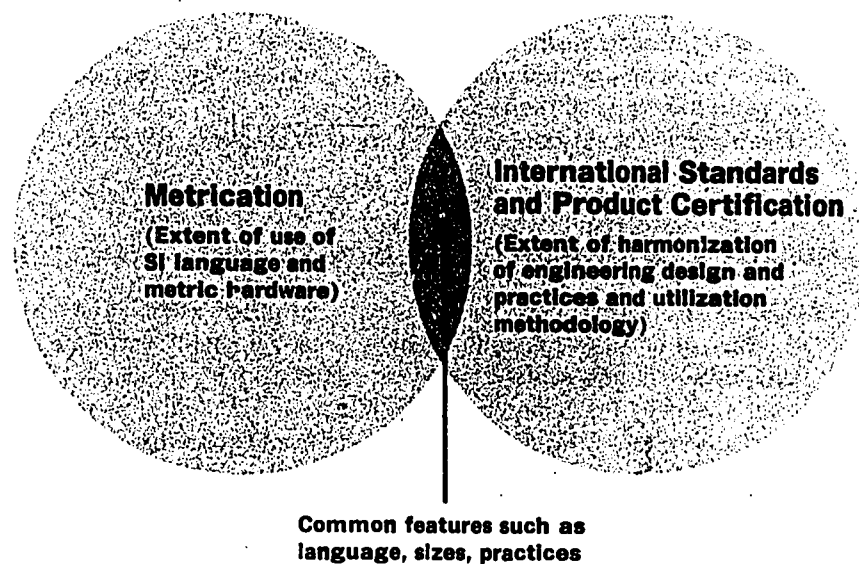 Metrication
(Extent of use of
SI language and
metric hardware)
International Standards
and Product Certification
(Extent of harmonization
of engineering design and
practices and utilization
methodology)
Common features such as
language, sizes, practices